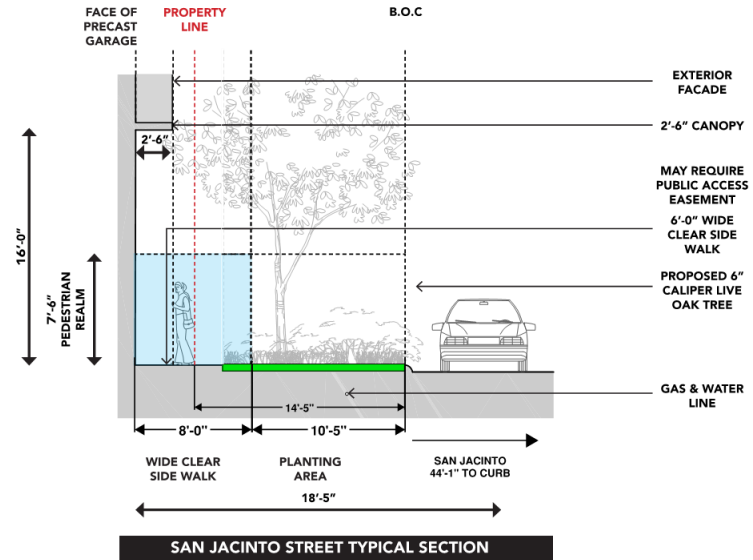 FACE OF
PRECAST
GARAGE
PROPERTY
LINE
B.O.C
EXTERIOR
FACADE
2'-6" CANOPY
2'-6"
MAY REQUIRE
PUBLIC ACCESS
EASEMENT
6'-0" WIDE
CLEAR SIDE
WALK
16'-0"
7'-6"
PEDESTRIAN
REALM
PROPOSED 6"
CALIPER LIVE
OAK TREE
GAS & WATER
LINE
14'-5"
8'-0"
10'-5"
WIDE CLEAR
SIDE WALK
PLANTING
AREA
SAN JACINTO
44'-1" TO CURB
18'-5"
SAN JACINTO STREET TYPICAL SECTION